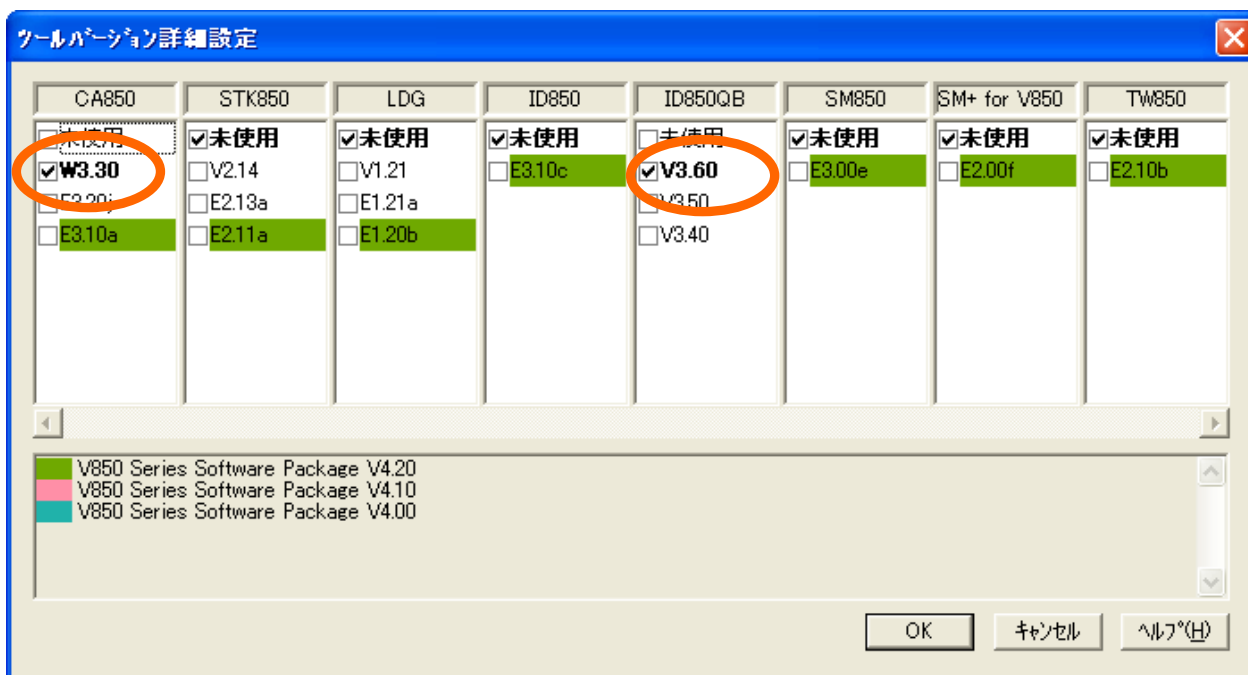 ツールバージョン詳細設定
CA850 STK850 LDG ID850 ID850QB SM850 SM+ for V850 TW850
未使用 未使用 未使用 未使用 未使用 未使用 未使用 未使用
W3.30 V2.14 V1.21 E3.10c V3.60 E3.00e E2.00f E2.10b
E3.20j E2.13a E1.21a V3.50
E3.10a E2.11a E1.20b V3.40
V850 Series Software Package V4.20
V850 Series Software Package V4.10
V850 Series Software Package V4.00
OK キャンセル ヘルプ(H)